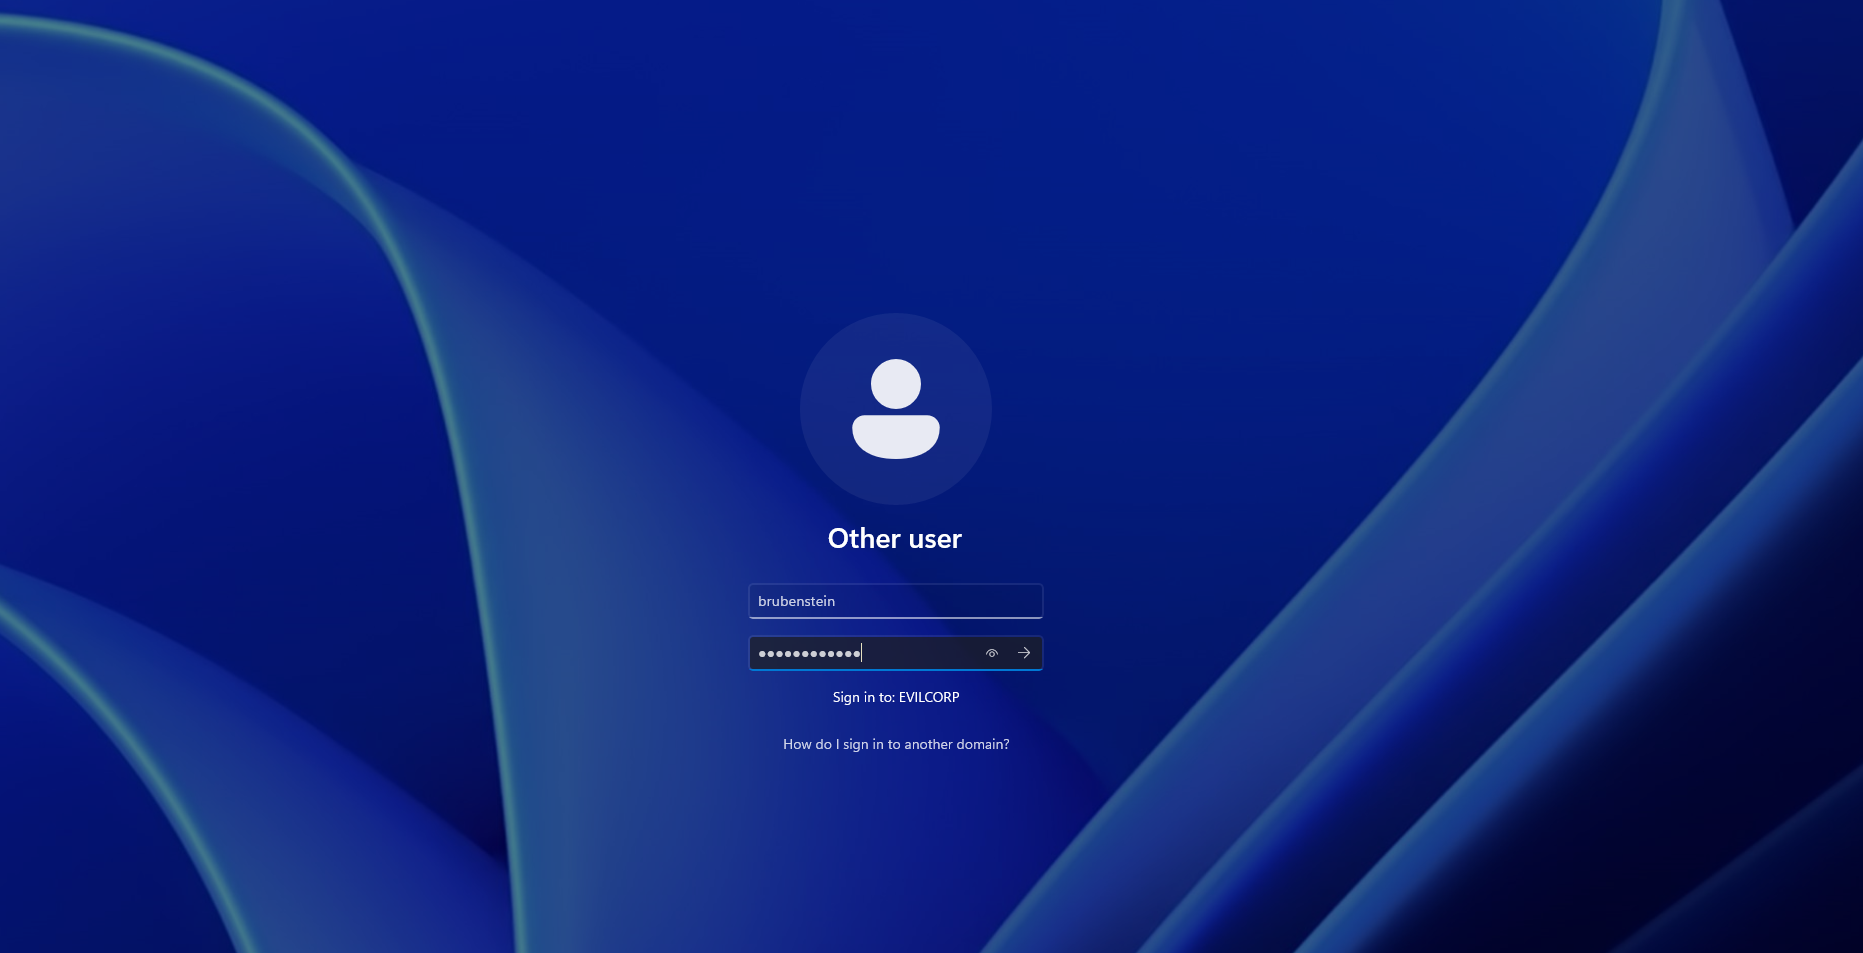 Other user
brubenstein
●●●●●●●●●●●●
Sign in to: EVILCORP
How do I sign in to another domain?